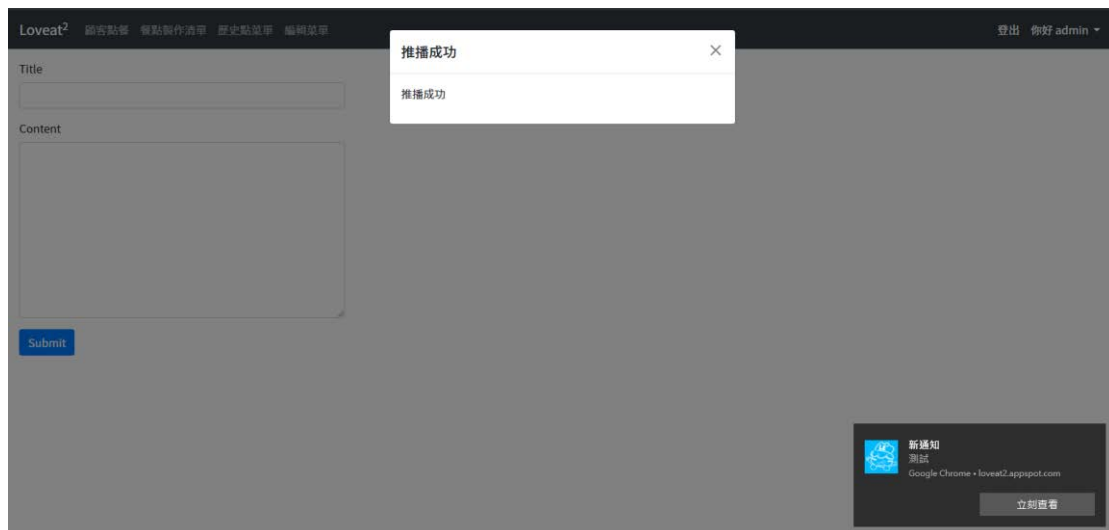 Loveat² 顧客點餐 餐點製作清單 歷史點菜單 編輯菜單 登出 你好 admin
推播成功
推播成功
Title
Content
Submit
新通知
測試
Google Chrome • loveat2.appspot.com
立刻查看